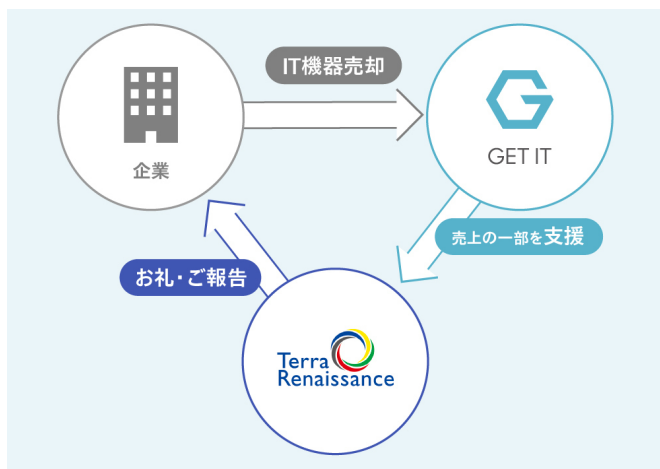 IT機器売却
企業
GET IT
売上の一部を支援
お礼・ご報告
Terra
Renaissance